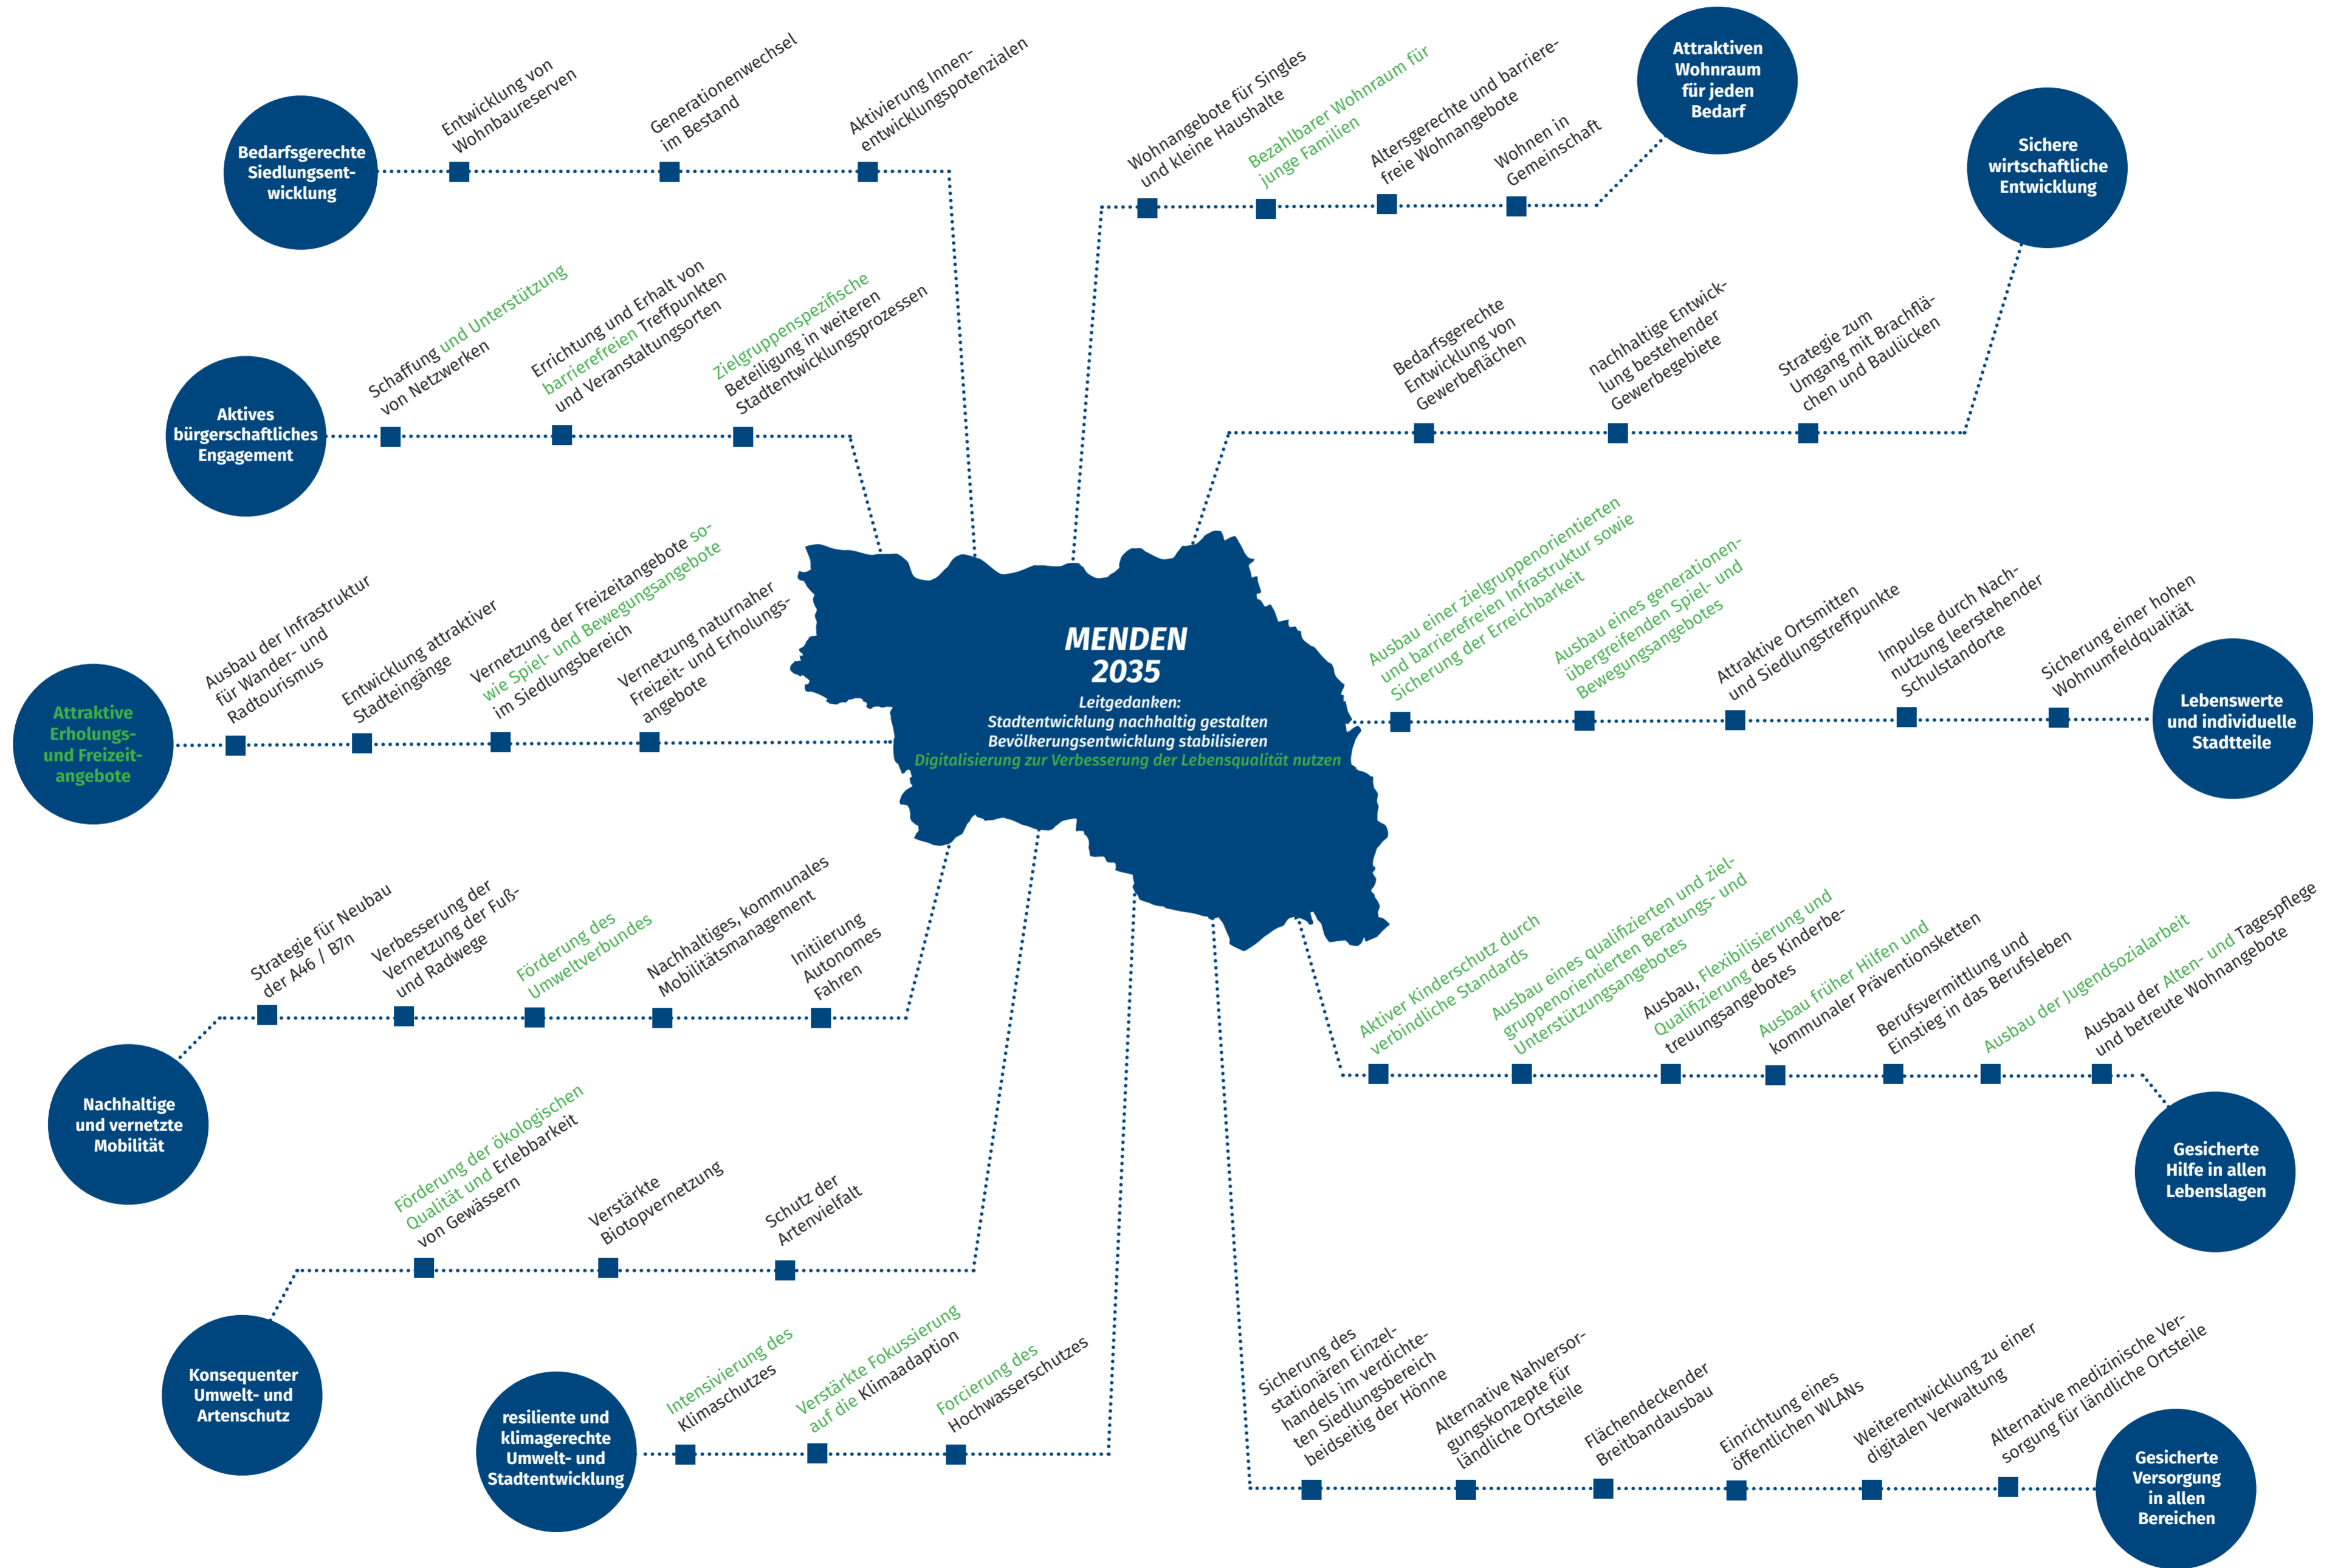 Bedarfsgerechte
Siedlungsent-
wicklung
Entwicklung von
Wohnbaureserven
Generationenwechsel
im Bestand
Aktivierung Innen-
entwicklungspotenzialen
Wohnangebote für Singles
und kleine Haushalte
Bezahlbarer Wohnraum für
junge Familien
Altersgerechte und barriere-
freie Wohnangebote
Wohnen in
Gemeinschaft
Attraktiven
Wohnraum
für jeden
Bedarf
Sichere
wirtschaftliche
Entwicklung
Aktives
bürgerschaftliches
Engagement
Schaffung und Unterstützung
von Netzwerken
Errichtung und Erhalt von
barrierefreien Treffpunkten
und Veranstaltungsorten
Zielgruppenspezifische
Beteiligung in weiteren
Stadtentwicklungsprozessen
Bedarfsgerechte
Entwicklung von
Gewerbeflächen
nachhaltige Entwick-
lung bestehender
Gewerbegebiete
Strategie zum
Umgang mit Brachflä-
chen und Baulücken
Attraktive
Erholungs-
und Freizeit-
angebote
Ausbau der Infrastruktur
für Wander- und
Radtourismus
Entwicklung attraktiver
Stadteingänge
Vernetzung der Freizeitangebote so-
wie Spiel- und Bewegungsangebote
im Siedlungsbereich
Vernetzung naturnaher
Freizeit- und Erholungs-
angebote
MENDEN
2035
Leitgedanken:
Stadtentwicklung nachhaltig gestalten
Bevölkerungsentwicklung stabilisieren
Digitalisierung zur Verbesserung der Lebensqualität nutzen
Ausbau einer zielgruppenorientierten
und barrierefreien Infrastruktur sowie
Sicherung der Erreichbarkeit
Ausbau eines generationen-
übergreifenden Spiel- und
Bewegungsangebotes
Attraktive Ortsmitten
und Siedlungstreffpunkte
Impulse durch Nach-
nutzung leerstehender
Schulstandorte
Sicherung einer hohen
Wohnumfeldqualität
Lebenswerte
und individuelle
Stadtteile
Nachhaltige
und vernetzte
Mobilität
Strategie für Neubau
der A46 / B7n
Verbesserung der
Vernetzung der Fuß-
und Radwege
Förderung des
Umweltverbundes
Nachhaltiges, kommunales
Mobilitätsmanagement
Initiierung
Autonomes
Fahren
Aktiver Kinderschutz durch
verbindliche Standards
Ausbau eines qualifizierten und ziel-
gruppenorientierten Beratungs- und
Unterstützungsangebotes
Ausbau, Flexibilisierung und
Qualifizierung des Kinderbe-
treuungsangebotes
Ausbau früher Hilfen und
kommunaler Präventionsketten
Berufsvermittlung und
Einstieg in das Berufsleben
Ausbau der Jugendsozialarbeit
Ausbau der Alten- und Tagespflege
und betreute Wohnangebote
Gesicherte
Hilfe in allen
Lebenslagen
Konsequenter
Umwelt- und
Artenschutz
Förderung der ökologischen
Qualität und Erlebbarkeit
von Gewässern
Verstärkte
Biotopvernetzung
Schutz der
Artenvielfalt
resiliente und
klimagerechte
Umwelt- und
Stadtentwicklung
Intensivierung des
Klimaschutzes
Verstärkte Fokussierung
auf die Klimaadaption
Forcierung des
Hochwasserschutzes
Sicherung des
stationären Einzel-
handels im verdichte-
ten Siedlungsbereich
beidseitig der Hönne
Alternative Nahversor-
gungskonzepte für
ländliche Ortsteile
Flächendeckender
Breitbandausbau
Einrichtung eines
öffentlichen WLANs
Weiterentwicklung zu einer
digitalen Verwaltung
Alternative medizinische Ver-
sorgung für ländliche Ortsteile
Gesicherte
Versorgung
in allen
Bereichen